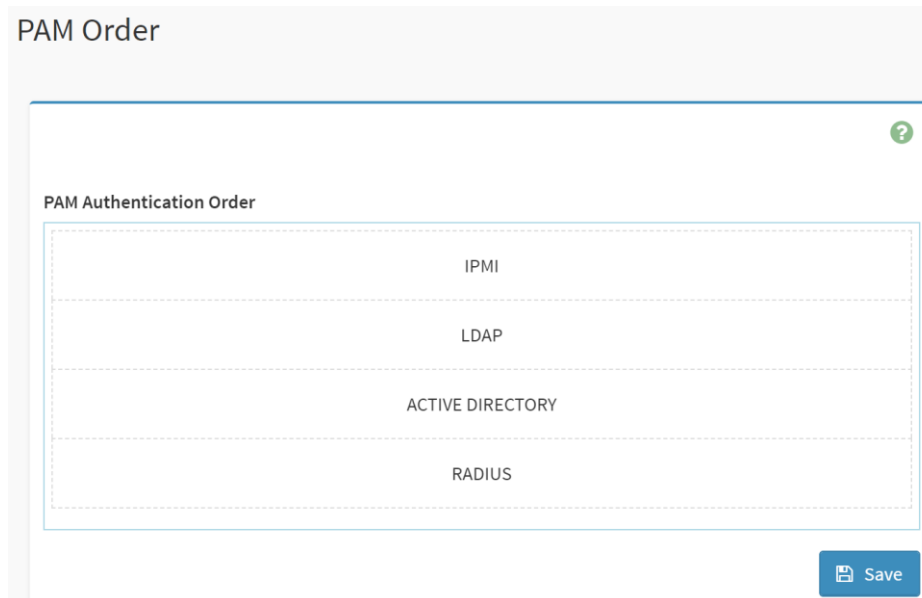 PAM Order
?
PAM Authentication Order
IPMI
LDAP
ACTIVE DIRECTORY
RADIUS
Save